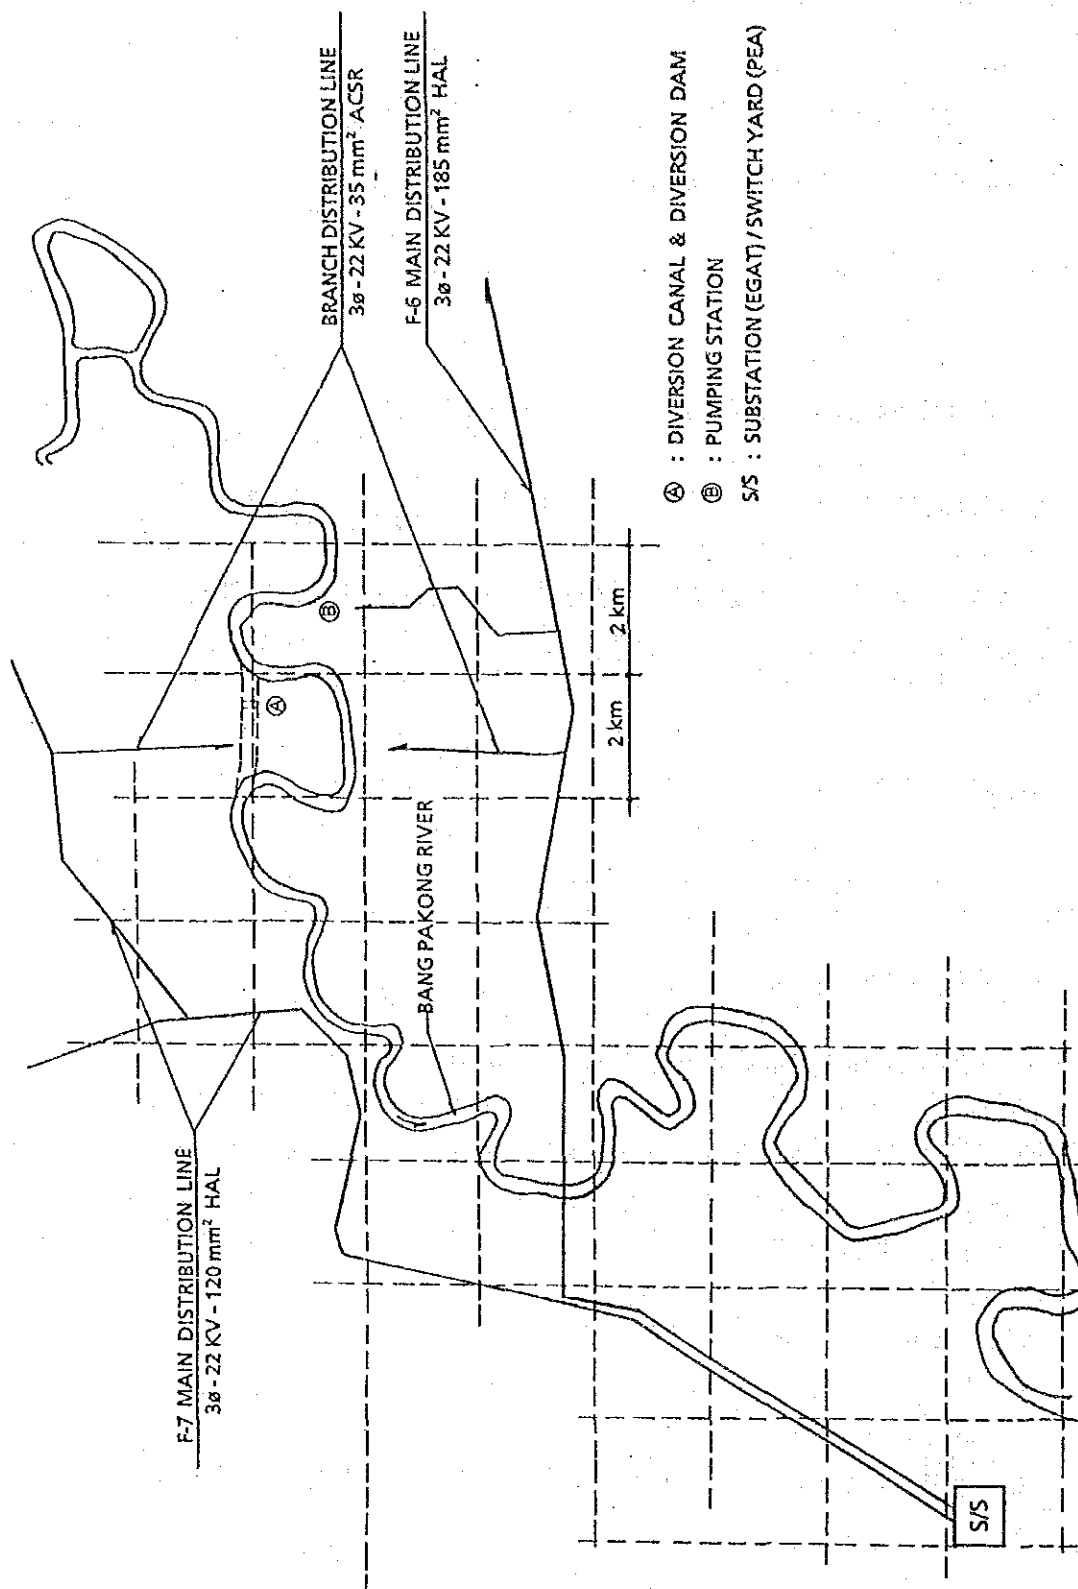 BRANCH DISTRIBUTION LINE
3ø - 22 KV - 35 mm² ACSR
F-6 MAIN DISTRIBUTION LINE
3ø - 22 KV - 185 mm² HAL
F-7 MAIN DISTRIBUTION LINE
3ø - 22 KV - 120 mm² HAL
BANG PAKONG RIVER
A
B
2 km
2 km
S/S
A : DIVERSION CANAL & DIVERSION DAM
B : PUMPING STATION
S/S : SUBSTATION (EGAT) / SWITCH YARD (PEA)